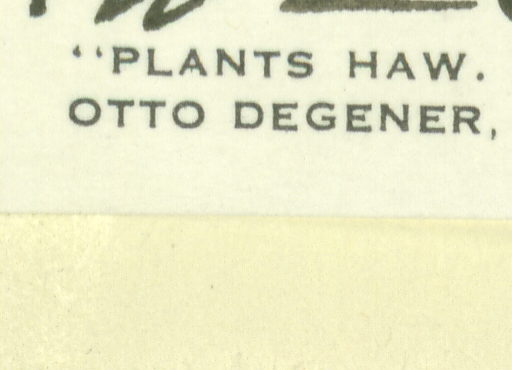 ‘‘PLANTS HAW.
OTTO DEGENER,